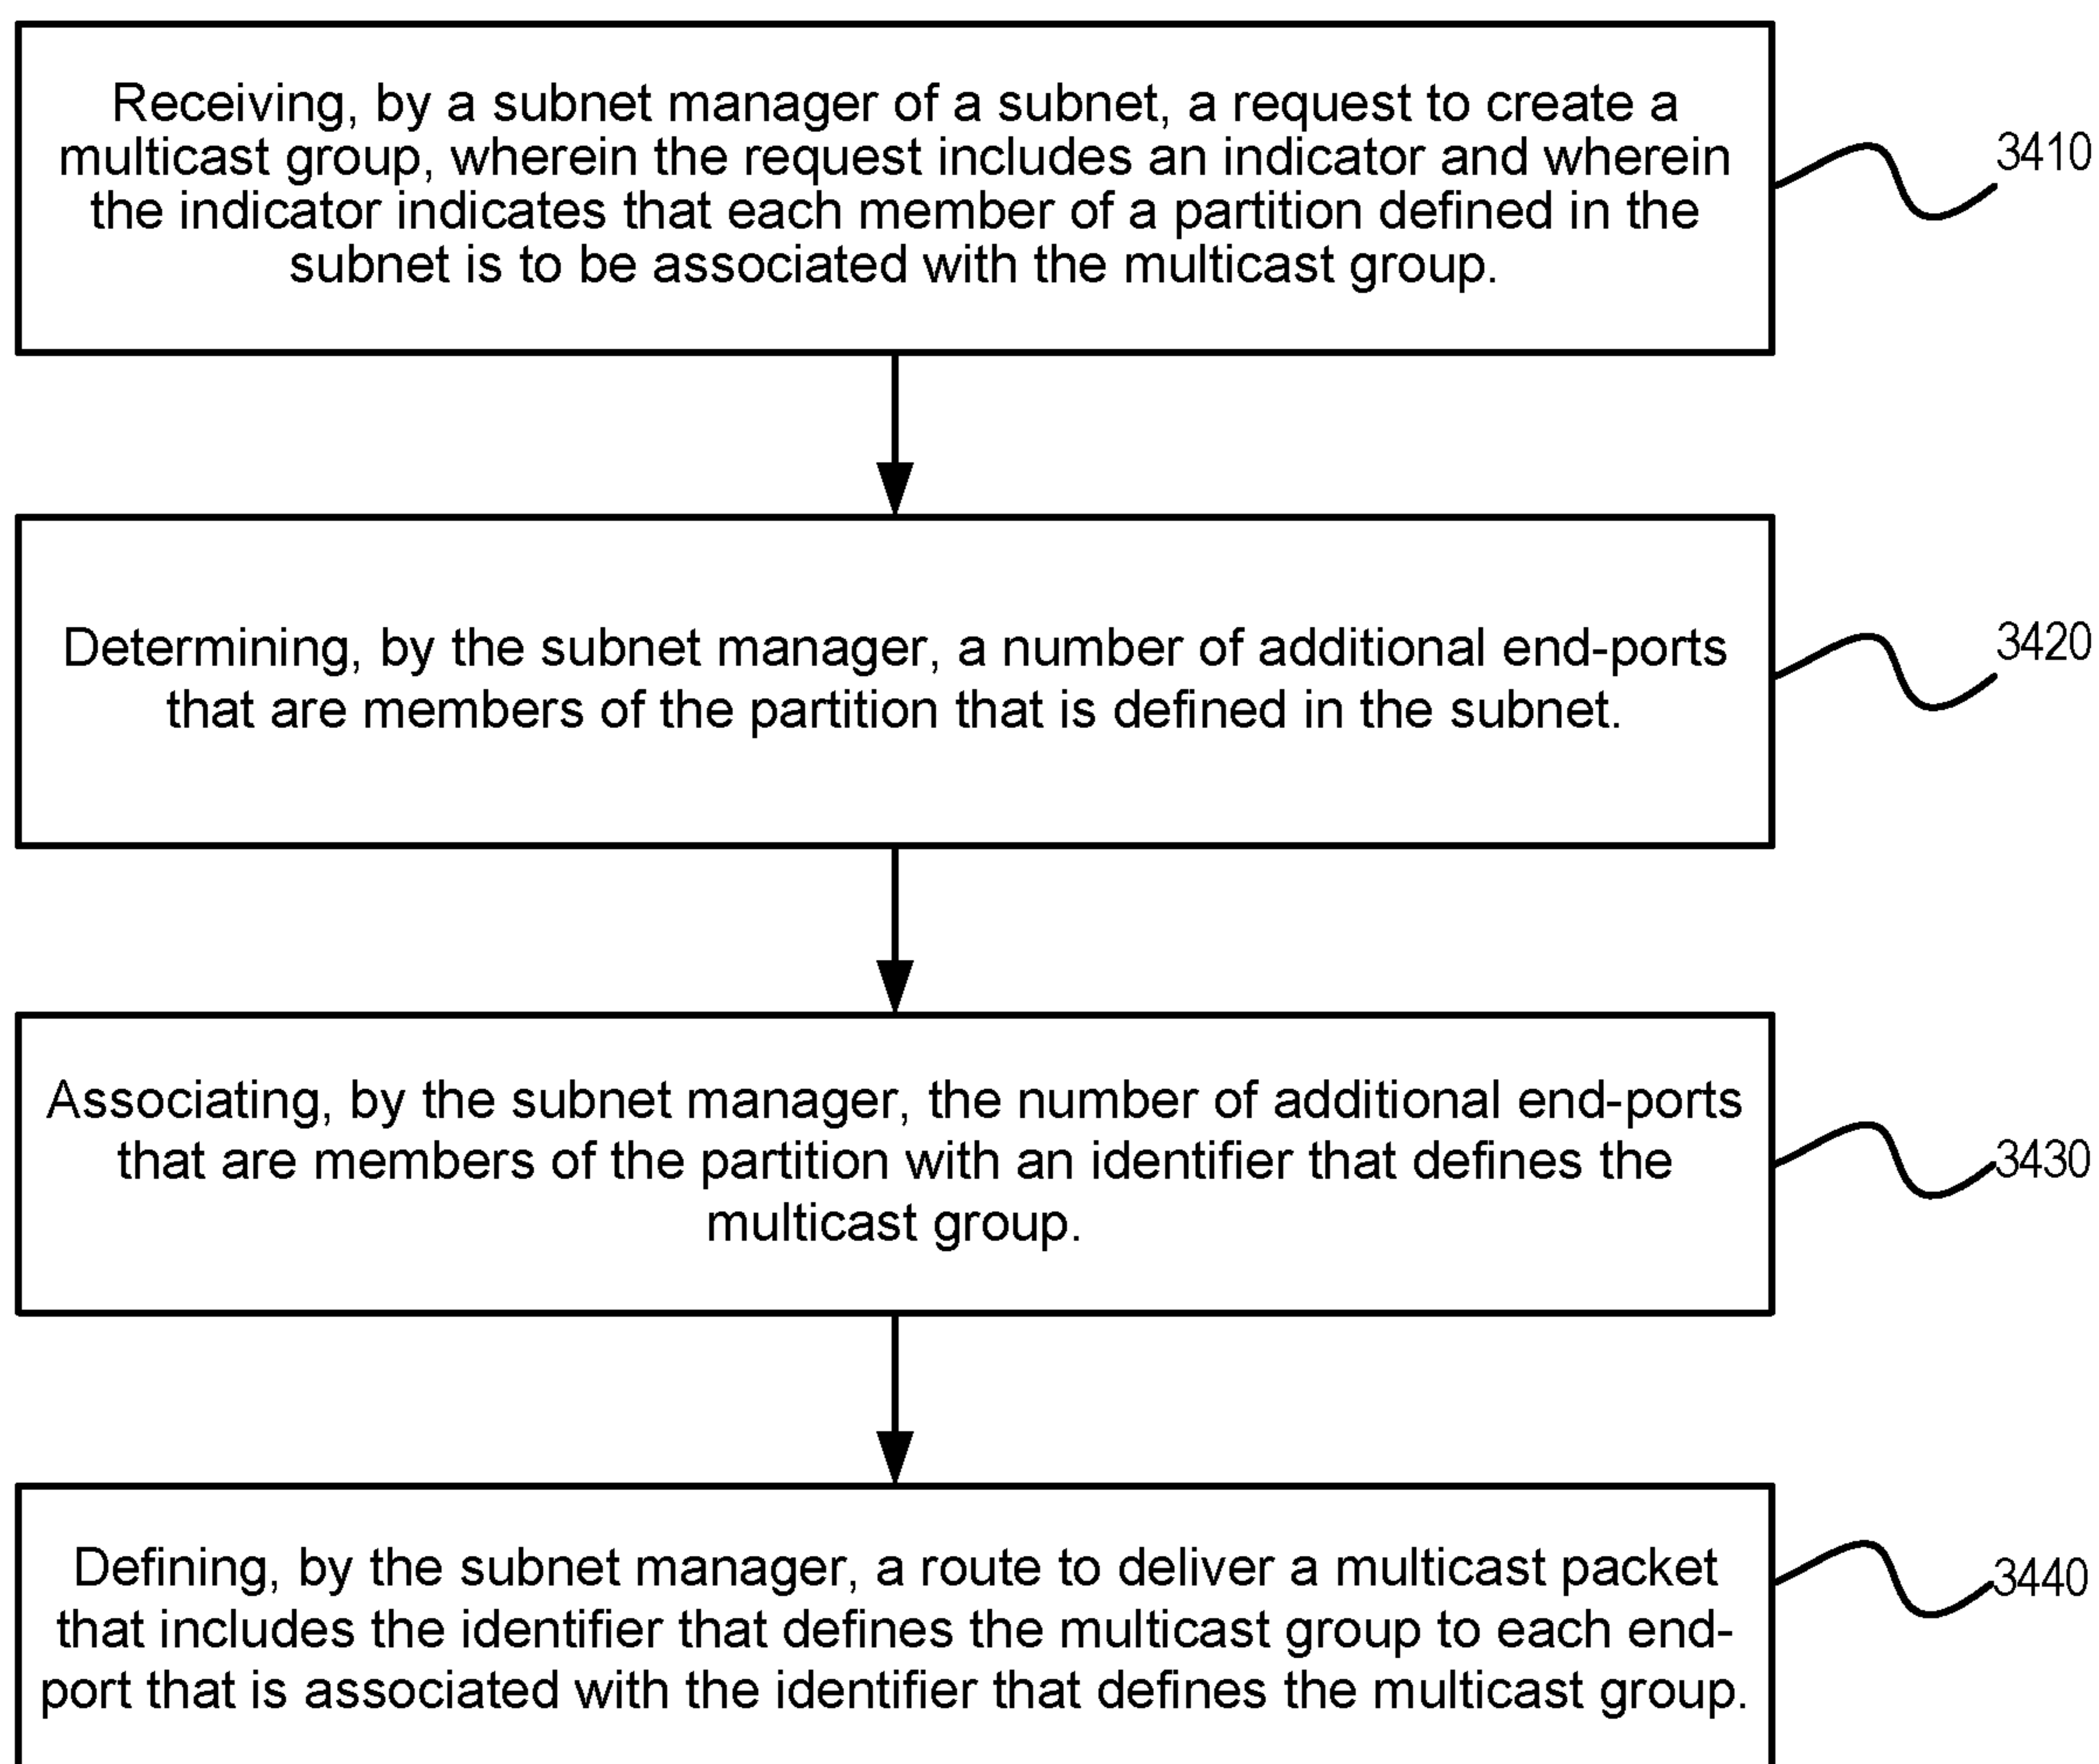 Receiving, by a subnet manager of a subnet, a request to create a
multicast group, wherein the request includes an indicator and wherein
the indicator indicates that each member of a partition defined in the
subnet is to be associated with the multicast group.
3410
Determining, by the subnet manager, a number of additional end-ports
that are members of the partition that is defined in the subnet.
3420
Associating, by the subnet manager, the number of additional end-ports
that are members of the partition with an identifier that defines the
multicast group.
3430
Defining, by the subnet manager, a route to deliver a multicast packet
that includes the identifier that defines the multicast group to each end-
port that is associated with the identifier that defines the multicast group.
3440